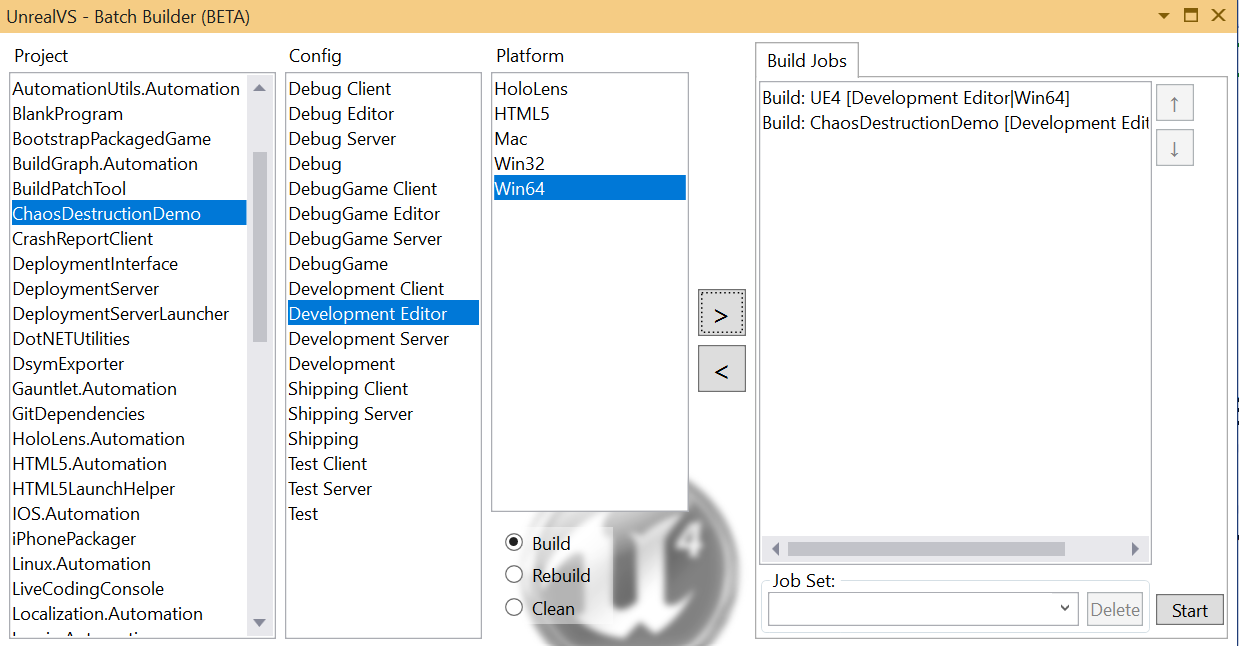 UnrealVS - Batch Builder (BETA)
Project
AutomationUtils.Automation
BlankProgram
BootstrapPackagedGame
BuildGraph.Automation
BuildPatchTool
ChaosDestructionDemo
CrashReportClient
DeploymentInterface
DeploymentServer
DeploymentServerLauncher
DotNETUtilities
DsymExporter
Gauntlet.Automation
GitDependencies
HoloLens.Automation
HTML5.Automation
HTML5LaunchHelper
IOS.Automation
iPhonePackager
Linux.Automation
LiveCodingConsole
Localization.Automation
Config
Debug Client
Debug Editor
Debug Server
Debug
DebugGame Client
DebugGame Editor
DebugGame Server
DebugGame
Development Client
Development Editor
Development Server
Development
Shipping Client
Shipping Server
Shipping
Test Client
Test Server
Test
Platform
HoloLens
HTML5
Mac
Win32
Win64
Build
Rebuild
Clean
>
<
Build Jobs
Build: UE4 [Development Editor|Win64]
Build: ChaosDestructionDemo [Development Edit
↑
↓
Job Set:
Delete
Start
4